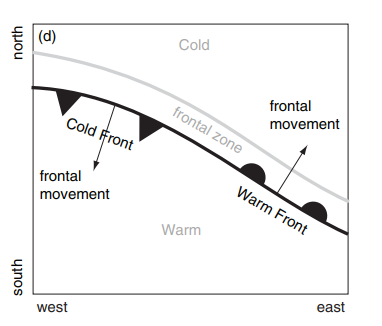 (d)
north
Cold
frontal zone
frontal
movement
Cold Front
frontal
movement
Warm Front
Warm
south
west
east